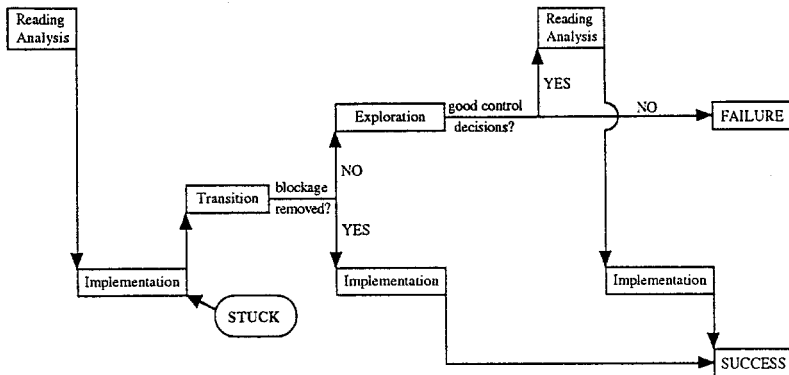 Reading
Analysis
Reading
Analysis
YES
Exploration
good control
decisions?
NO
FAILURE
NO
Transition
blockage
removed?
YES
Implementation
Implementation
Implementation
STUCK
SUCCESS